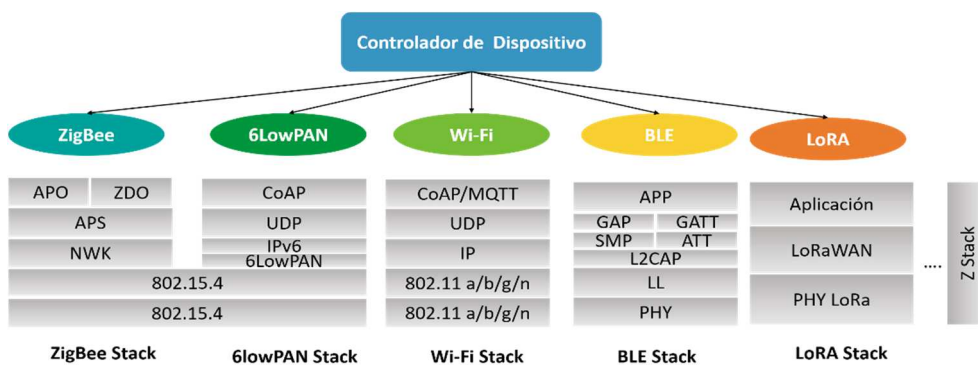 Controlador de Dispositivo
ZigBee
6LowPAN
Wi-Fi
BLE
LoRA
APO ZDO
APS
NWK
CoAP
UDP
IPv6
6LowPAN
802.15.4
802.15.4
CoAP/MQTT
UDP
IP
802.11 a/b/g/n
802.11 a/b/g/n
APP
GAP GATT
SMP ATT
L2CAP
LL
PHY
Aplicación
LoRaWAN
PHY LoRa
....
Z Stack
ZigBee Stack
6lowPAN Stack
Wi-Fi Stack
BLE Stack
LoRA Stack